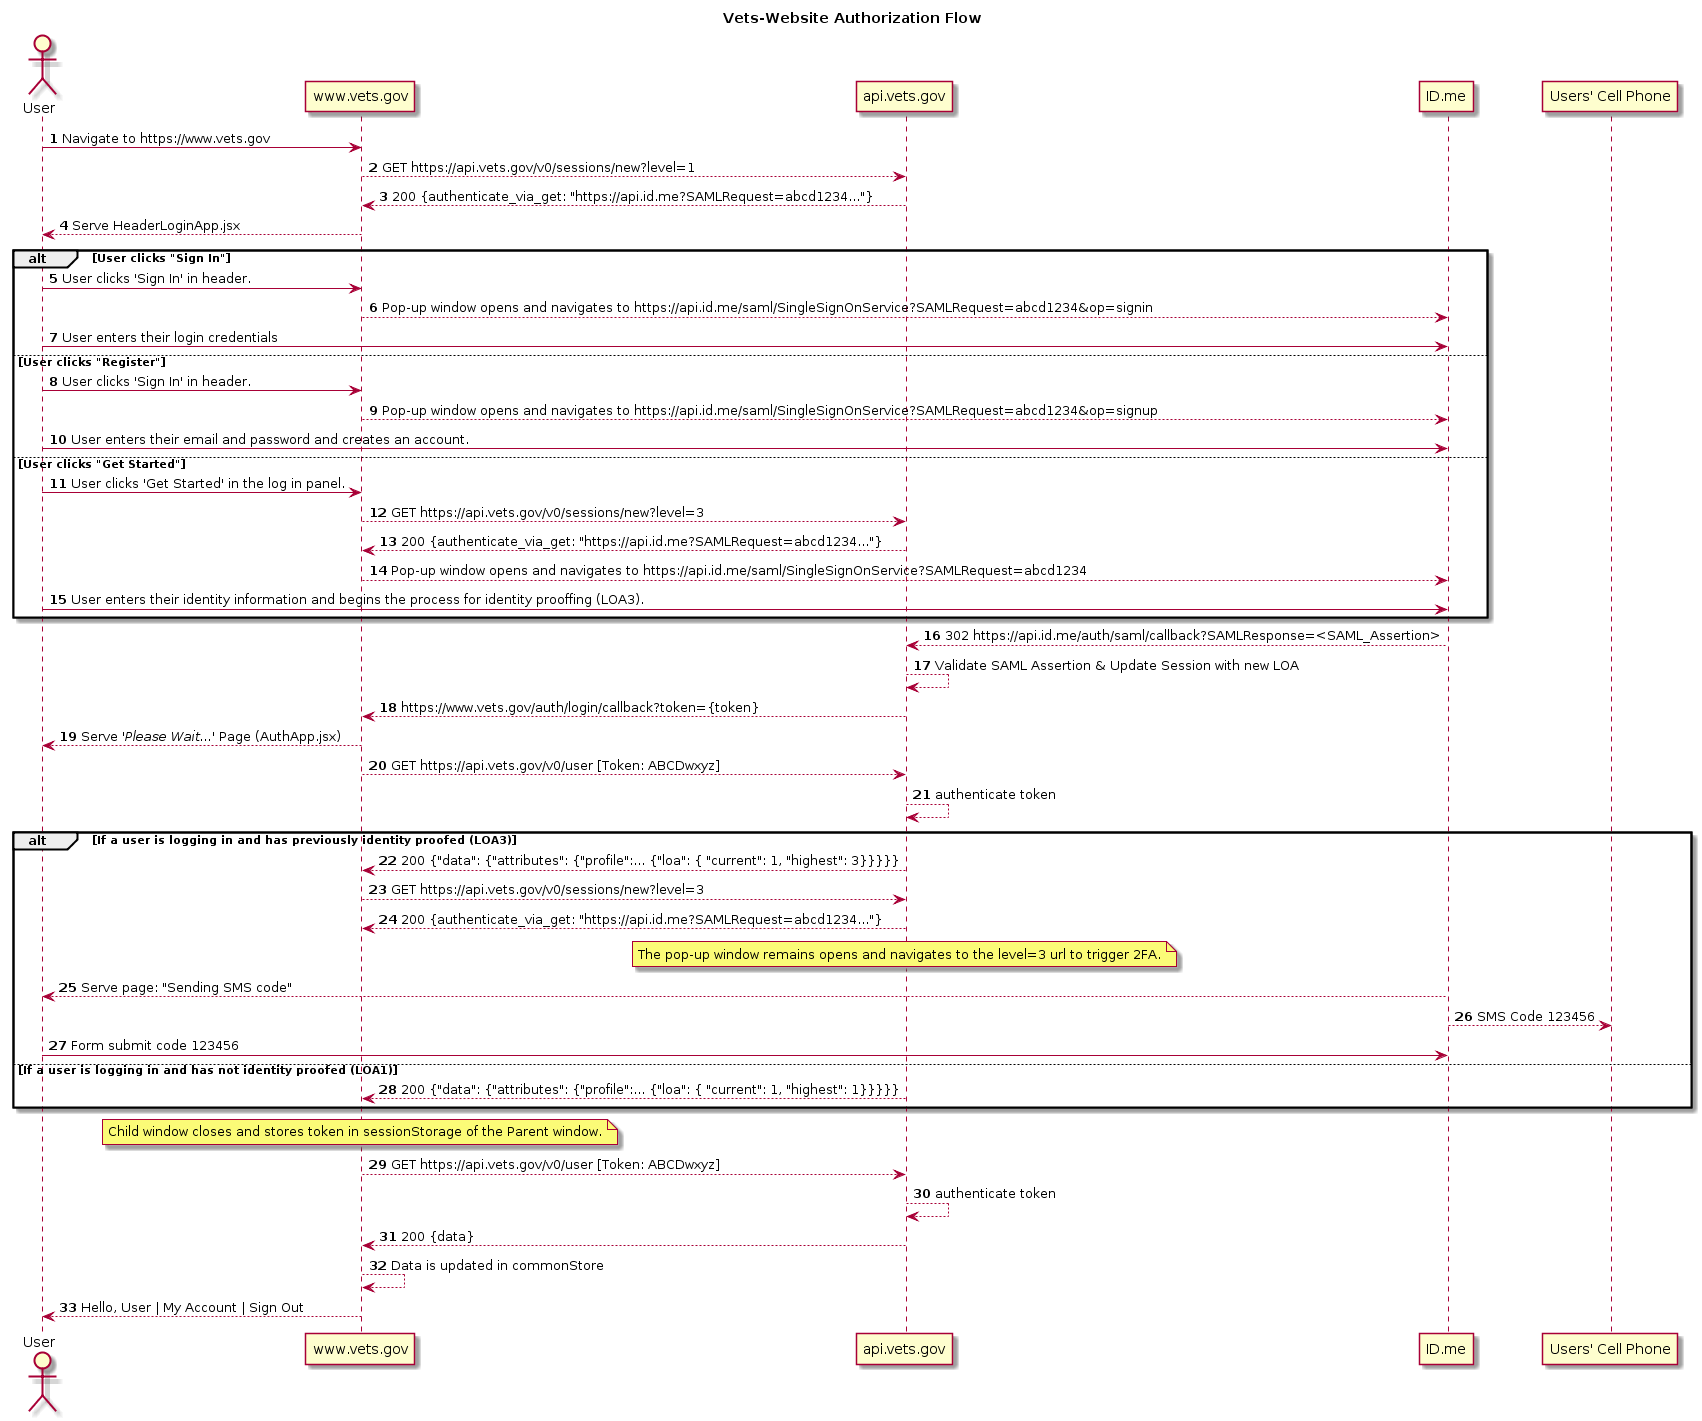 Vets-Website Authorization Flow
User
www.vets.gov
api.vets.gov
ID.me
Users' Cell Phone
1 Navigate to https://www.vets.gov
2 GET https://api.vets.gov/v0/sessions/new?level=1
3 200 {authenticate_via_get: "https://api.id.me?SAMLRequest=abcd1234..."}
4 Serve HeaderLoginApp.jsx
alt [User clicks "Sign In"]
5 User clicks 'Sign In' in header.
6 Pop-up window opens and navigates to https://api.id.me/saml/SingleSignOnService?SAMLRequest=abcd1234&op=signin
7 User enters their login credentials
[User clicks "Register"]
8 User clicks 'Sign In' in header.
9 Pop-up window opens and navigates to https://api.id.me/saml/SingleSignOnService?SAMLRequest=abcd1234&op=signup
10 User enters their email and password and creates an account.
[User clicks "Get Started"]
11 User clicks 'Get Started' in the log in panel.
12 GET https://api.vets.gov/v0/sessions/new?level=3
13 200 {authenticate_via_get: "https://api.id.me?SAMLRequest=abcd1234..."}
14 Pop-up window opens and navigates to https://api.id.me/saml/SingleSignOnService?SAMLRequest=abcd1234
15 User enters their identity information and begins the process for identity prooffing (LOA3).
16 302 https://api.id.me/auth/saml/callback?SAMLResponse=<SAML_Assertion>
17 Validate SAML Assertion & Update Session with new LOA
18 https://www.vets.gov/auth/login/callback?token={token}
19 Serve 'Please Wait...' Page (AuthApp.jsx)
20 GET https://api.vets.gov/v0/user [Token: ABCDwxyz]
21 authenticate token
alt [If a user is logging in and has previously identity proofed (LOA3)]
22 200 {"data": {"attributes": {"profile":... {"loa": { "current": 1, "highest": 3}}}}}
23 GET https://api.vets.gov/v0/sessions/new?level=3
24 200 {authenticate_via_get: "https://api.id.me?SAMLRequest=abcd1234..."}
The pop-up window remains opens and navigates to the level=3 url to trigger 2FA.
25 Serve page: "Sending SMS code"
26 SMS Code 123456
27 Form submit code 123456
[If a user is logging in and has not identity proofed (LOA1)]
28 200 {"data": {"attributes": {"profile":... {"loa": { "current": 1, "highest": 1}}}}}
Child window closes and stores token in sessionStorage of the Parent window.
29 GET https://api.vets.gov/v0/user [Token: ABCDwxyz]
30 authenticate token
31 200 {data}
32 Data is updated in commonStore
33 Hello, User | My Account | Sign Out
User
www.vets.gov
api.vets.gov
ID.me
Users' Cell Phone